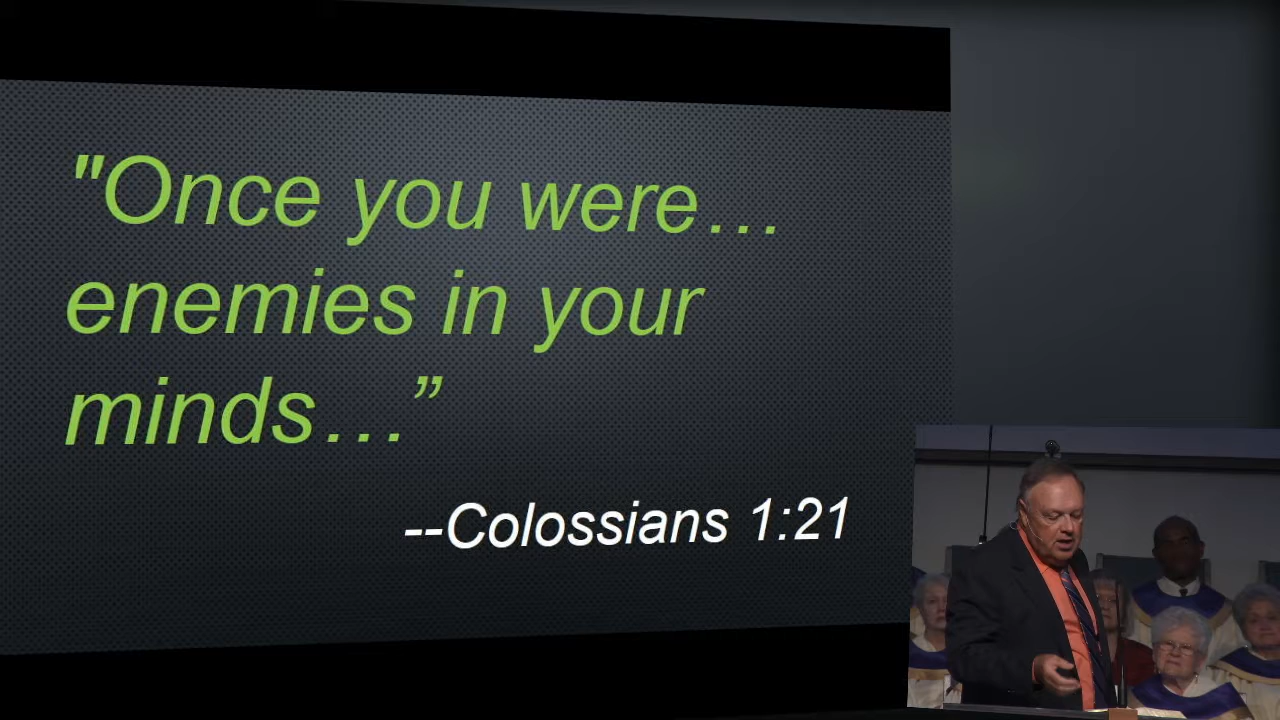 "Once you were…
enemies in your
minds…”
--Colossians 1:21